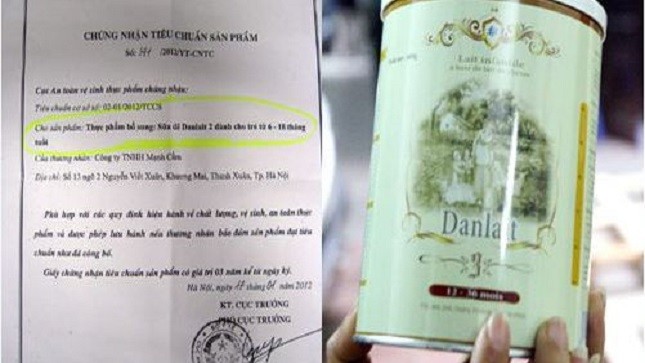 CHỨNG NHẬN TIÊU CHUẨN SẢN PHẨM
Số: /2012/YT-CNTC
Cục An toàn vệ sinh thực phẩm chứng nhận:
Tiêu chuẩn cơ sở số: 02-01/2012/TCCS
Cho sản phẩm: Thực phẩm bổ sung: Sữa dê Danlait 2 dành cho trẻ từ 6 - 18 tháng
tuổi
Của thương nhân: Công ty TNHH Mạnh Cầm
Địa chỉ: Số 13 ngõ 2 Nguyễn Viết Xuân, Khương Mai, Thanh Xuân, Tp. Hà Nội
Phù hợp với các quy định hiện hành về chất lượng, vệ sinh, an toàn thực
phẩm và được phép lưu hành nếu thương nhân bảo đảm sản phẩm đạt tiêu
chuẩn như đã công bố.
Giấy chứng nhận tiêu chuẩn sản phẩm có giá trị 03 năm kể từ ngày ký.
Hà Nội, ngày tháng 01 năm 2012
KT. CỤC TRƯỞNG
PHÓ CỤC TRƯỞNG
Lait
Danlait
3
12 - 36 mois